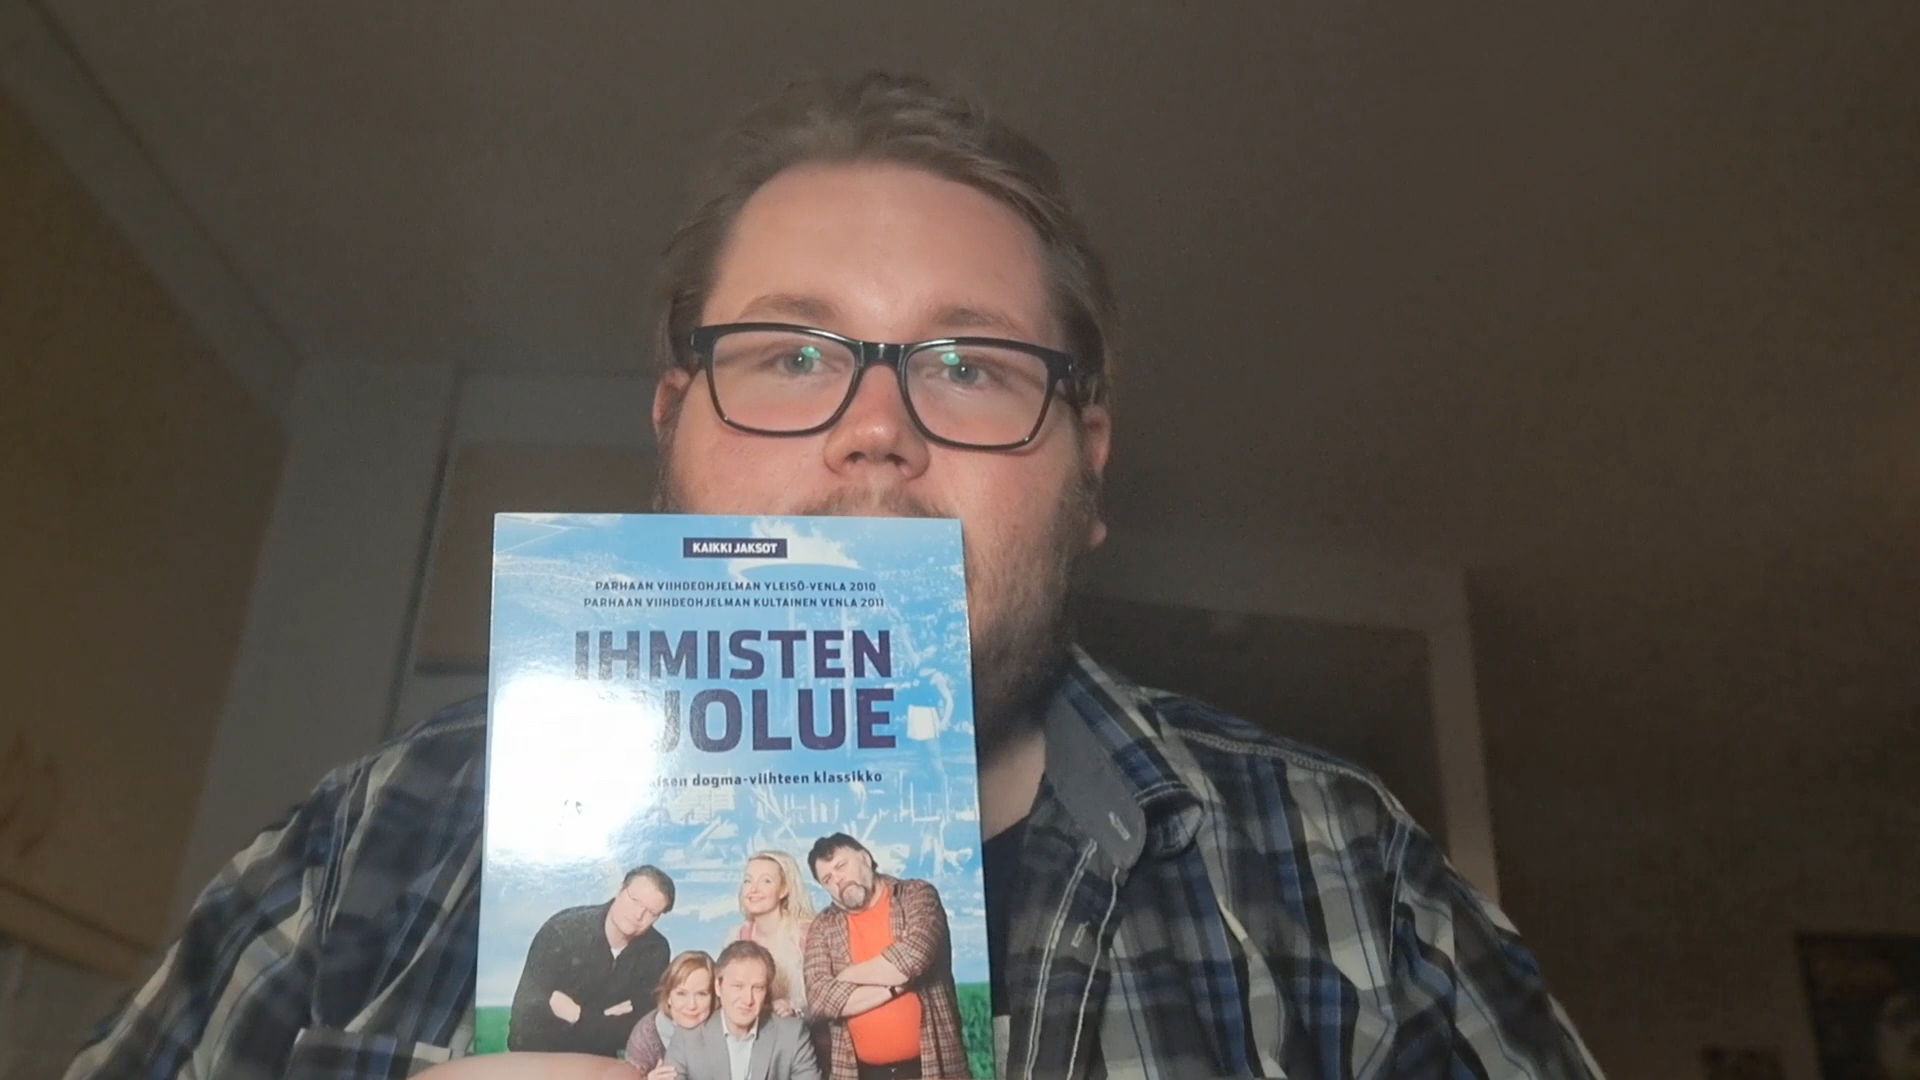 KAIKKI JAKSOT
PARHAAN VIIHDEOHJELMAN YLEISÖ-VENLA 2010
PARHAAN VIIHDEOHJELMAN KULTAINEN VENLA 2011
IHMISTEN
dogma-viihteen klassikko